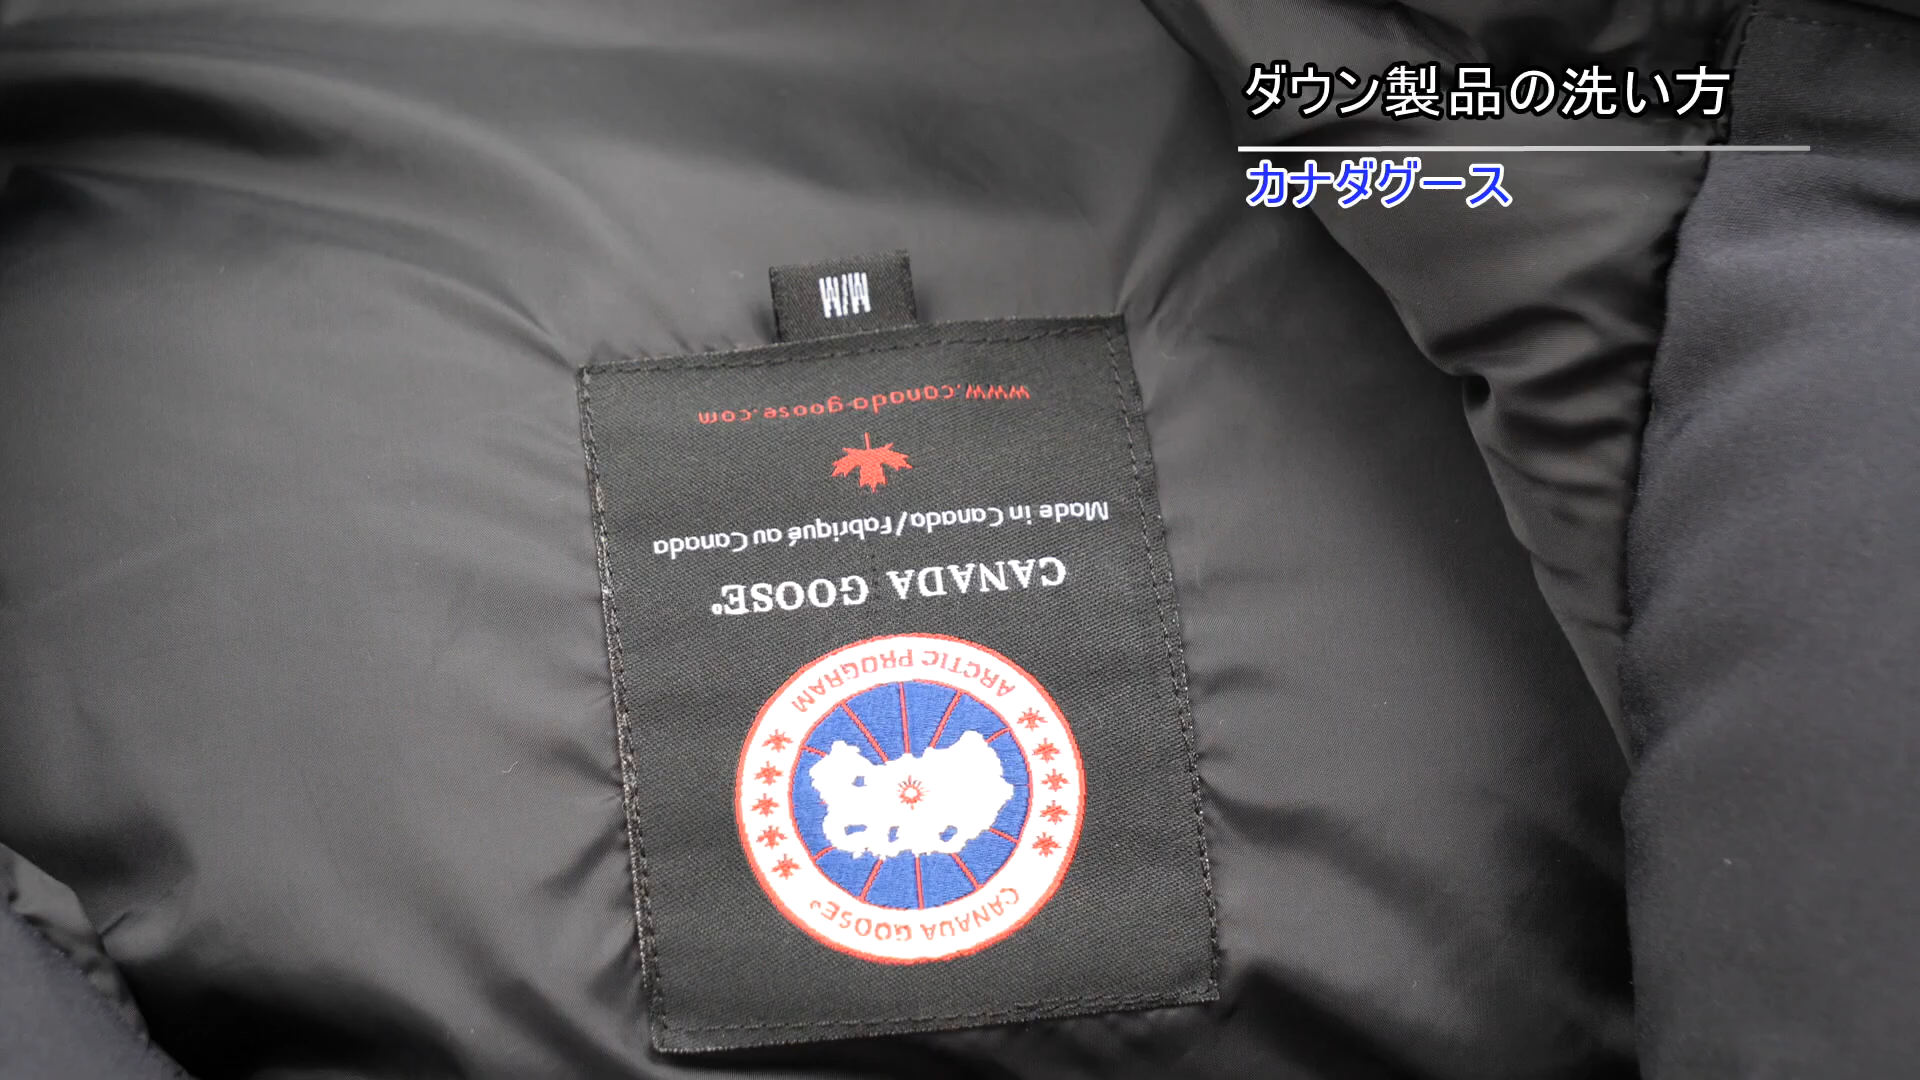 ダウン製品の洗い方
カナダグース
M/M
www.canada-goose.com
Made in Canada/Fabriqué au Canada
CANADA GOOSE®
ARCTIC PROGRAM
CANADA GOOSE®